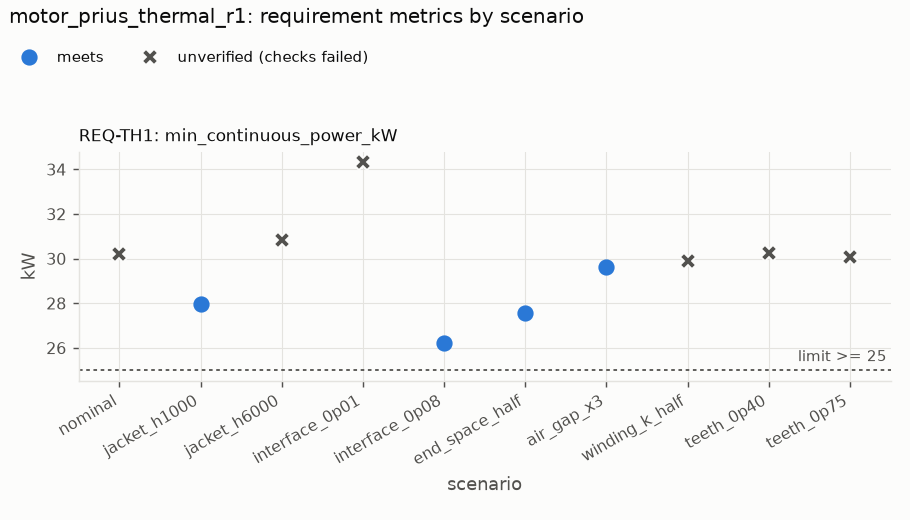 motor_prius_thermal_r1: requirement metrics by scenario
meets
unverified (checks failed)
REQ-TH1: min_continuous_power_kW
34
32
30
28
26
kW
limit >= 25
nominal
jacket_h1000
jacket_h6000
interface_0p01
interface_0p08
end_space_half
air_gap_x3
winding_k_half
teeth_0p40
teeth_0p75
scenario